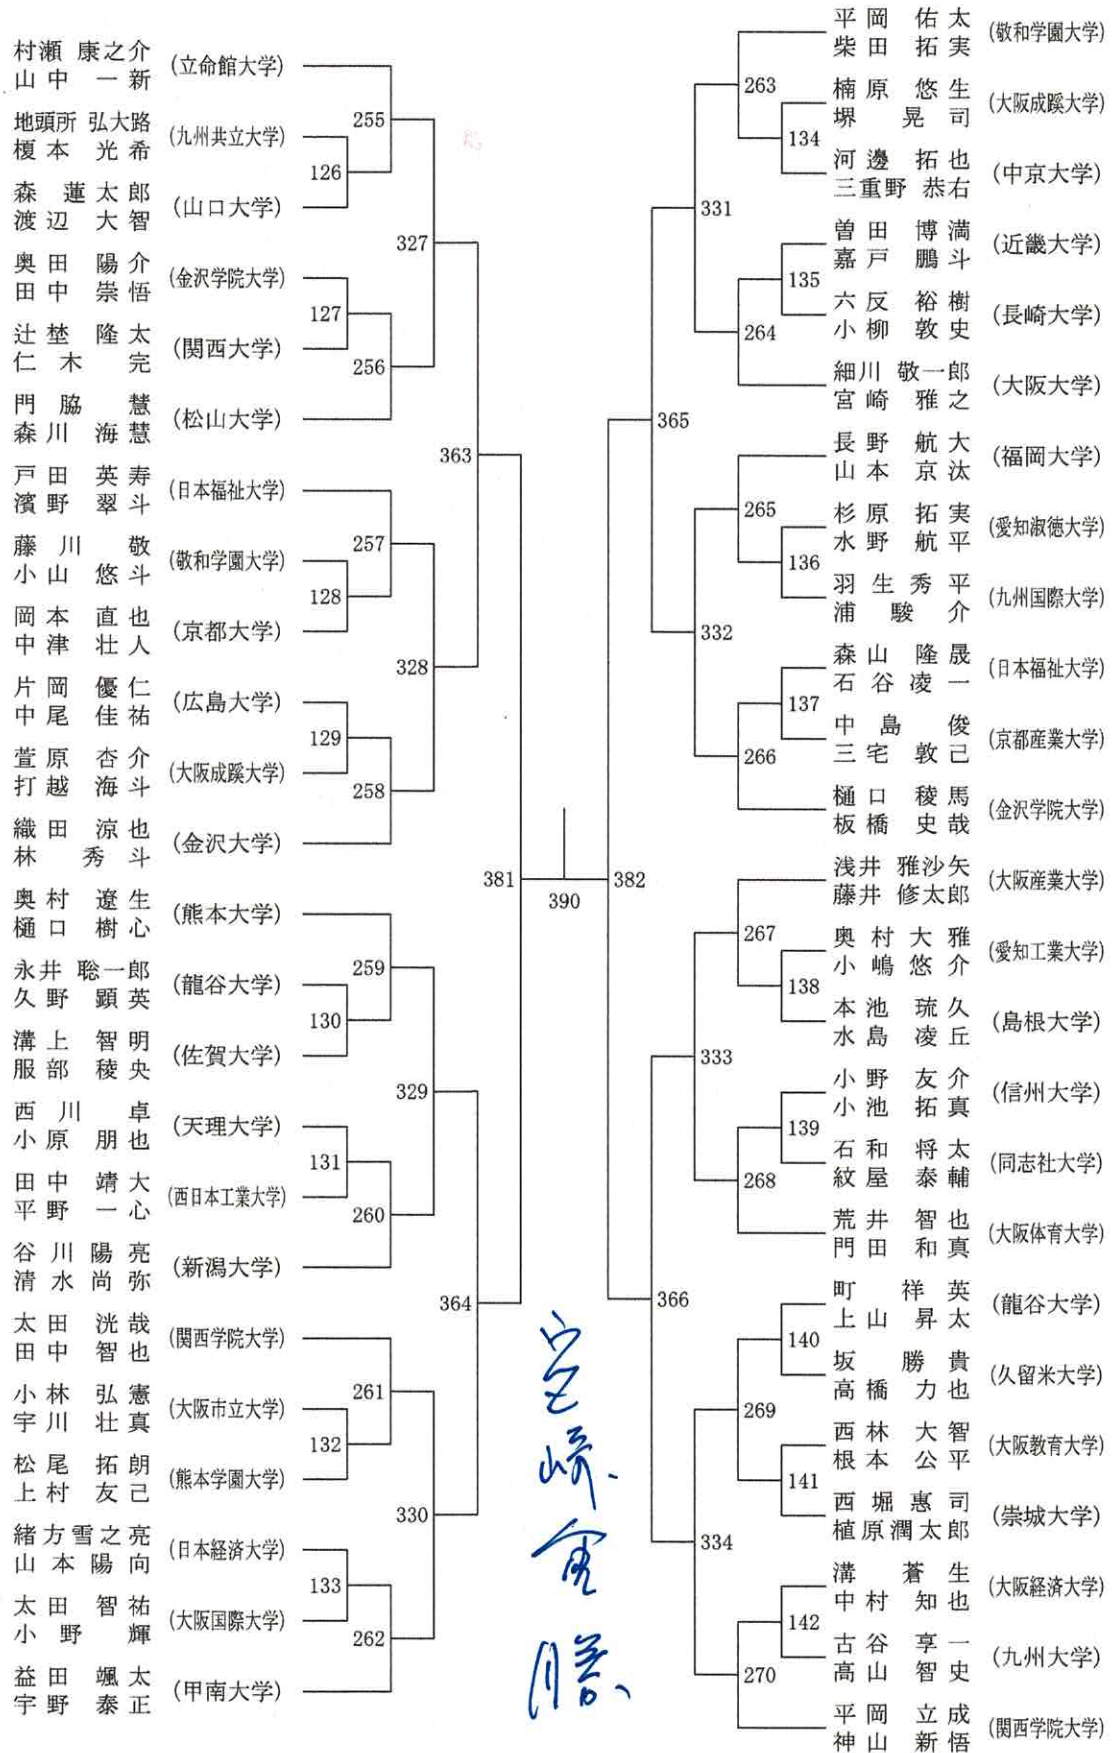 村瀬 康之介
山中 一新
(立命館大学)
地頭所 弘大路
榎本 光希
(九州共立大学)
森 蓮太郎
渡辺 大智
(山口大学)
奥田 陽介
田中 崇悟
(金沢学院大学)
辻埜 隆太
仁木 完
(関西大学)
門脇 慧
森川 海慧
(松山大学)
戸田 英寿
濱野 翠斗
(日本福祉大学)
藤川 敬
小山 悠斗
(敬和学園大学)
岡本 直也
中津 壮人
(京都大学)
片岡 優仁
中尾 佳祐
(広島大学)
萱原 杏介
打越 海斗
(大阪成蹊大学)
織田 涼也
林 秀斗
(金沢大学)
奥村 遼生
樋口 樹心
(熊本大学)
永井 聡一郎
久野 顕英
(龍谷大学)
溝上 智明
服部 稜央
(佐賀大学)
西川 卓
小原 朋也
(天理大学)
田中 靖大
平野 一心
(西日本工業大学)
谷川 陽亮
清水 尚弥
(新潟大学)
太田 洸哉
田中 智也
(関西学院大学)
小林 弘憲
宇川 壮真
(大阪市立大学)
松尾 拓朗
上村 友己
(熊本学園大学)
緒方 雪之亮
山本 陽向
(日本経済大学)
太田 智祐
小野 輝
(大阪国際大学)
益田 颯太
宇野 泰正
(甲南大学)
255
126
327
127
256
363
257
128
328
129
258
381
390
382
259
130
329
131
260
364
261
132
330
133
262
平岡 佑太
柴田 拓実
(敬和学園大学)
楠原 悠生
堺 晃司
(大阪成蹊大学)
河邊 拓也
三重野 恭右
(中京大学)
曽田 博満
嘉戸 鵬斗
(近畿大学)
六反 裕樹
小柳 敦史
(長崎大学)
細川 敬一郎
宮崎 雅之
(大阪大学)
長野 航大
山本 京汰
(福岡大学)
杉原 拓実
水野 航平
(愛知淑徳大学)
羽生 秀平
浦 駿介
(九州国際大学)
森山 隆晟
石谷 凌一
(日本福祉大学)
中島 俊
三宅 敦己
(京都産業大学)
樋口 稜馬
板橋 史哉
(金沢学院大学)
浅井 雅沙矢
藤井 修太郎
(大阪産業大学)
奥村 大雅
小嶋 悠介
(愛知工業大学)
本池 琉久
水島 凌丘
(島根大学)
小野 友介
小池 拓真
(信州大学)
石和 将太
紋屋 泰輔
(同志社大学)
荒井 智也
門田 和真
(大阪体育大学)
町 祥英
上山 昇太
(龍谷大学)
坂 勝貴
高橋 力也
(久留米大学)
西林 大智
根本 公平
(大阪教育大学)
西堀 惠司
植原 潤太郎
(崇城大学)
溝 蒼生
中村 知也
(大阪経済大学)
古谷 享一
高山 智史
(九州大学)
平岡 立成
神山 新悟
(関西学院大学)
263
134
331
135
264
365
265
136
332
137
266
267
138
333
139
268
366
140
269
141
334
142
270